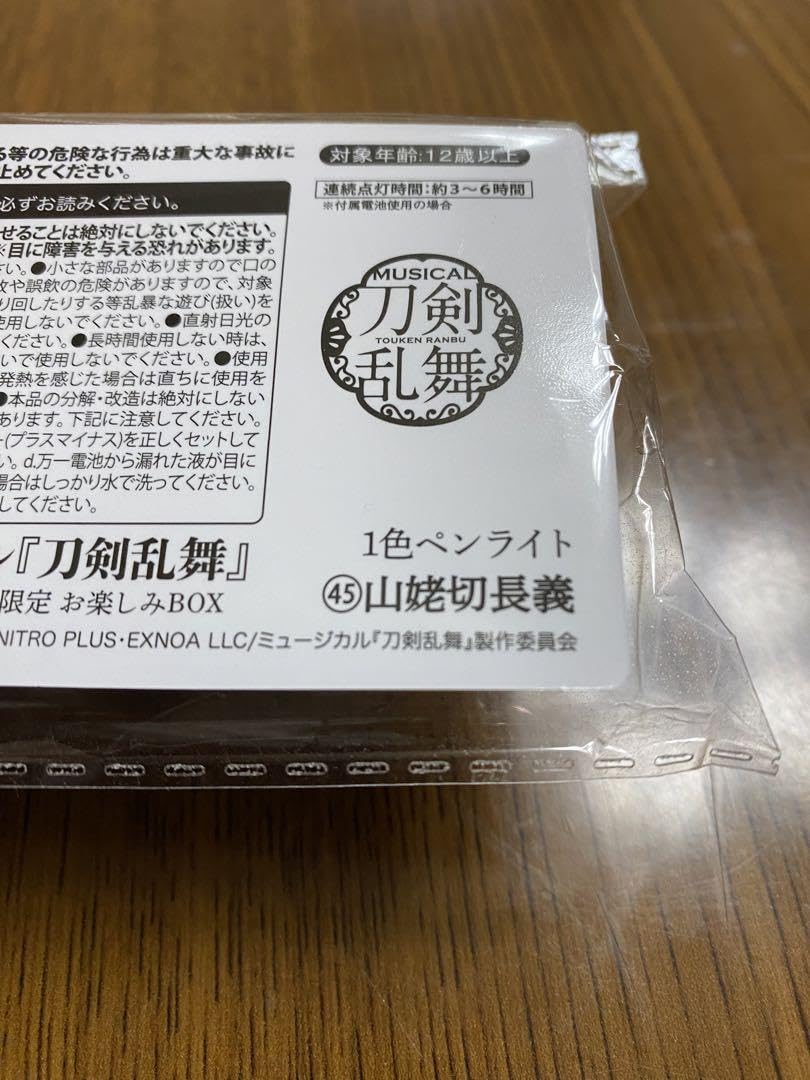 る等の危険な行為は重大な事故に
止めてください。
必ずお読みください。
せることは絶対にしないでください。
※目に障害を与える恐れがあります。
さい。●小さな部品がありますので口の
故や誤飲の危険がありますので、対象
り回したりする等乱暴な遊び(扱い)を
使用しないでください。●直射日光の
ください。●長時間使用しない時は、
いで使用しないでください。●使用
発熱を感じた場合は直ちに使用を
●本品の分解・改造は絶対にしない
あります。下記に注意してください。
ー(プラスマイナス)を正しくセットして
い。d.万一電池から漏れた液が目に
場合はしっかり水で洗ってください。
してください。
対象年齢:12歳以上
連続点灯時間:約3〜6時間
※付属電池使用の場合
MUSICAL
刀剣
TOUKEN RANBU
乱舞
ル『刀剣乱舞』
限定 お楽しみBOX
1色ペンライト
㊺山姥切長義
NITRO PLUS・EXNOA LLC/ミュージカル『刀剣乱舞』製作委員会